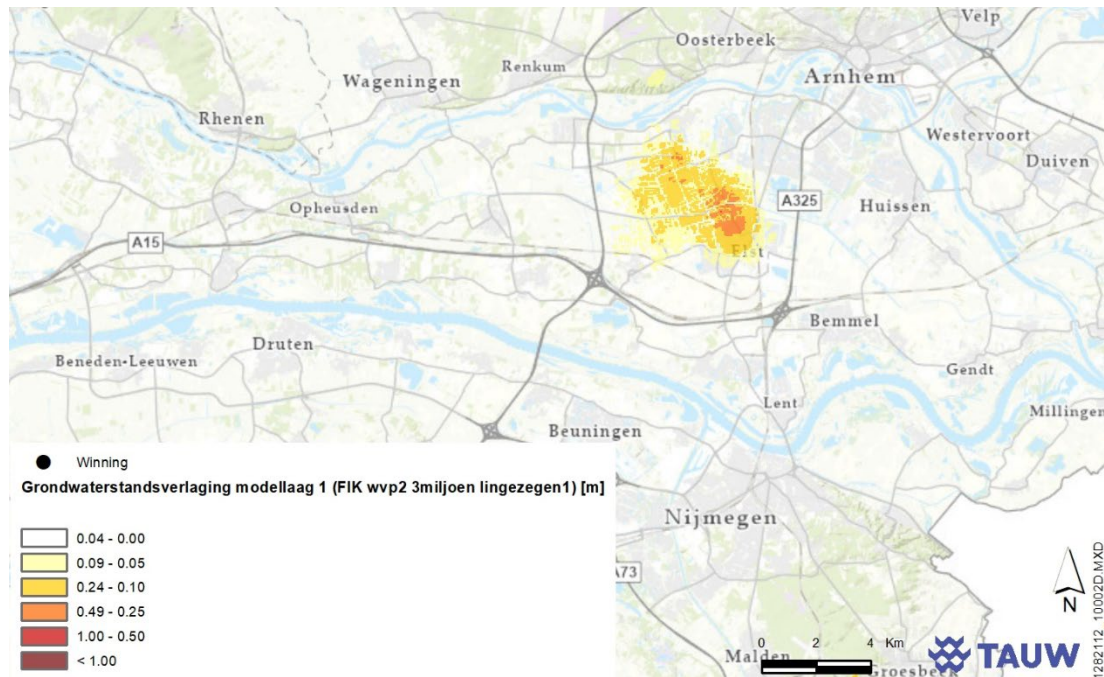 Velp
Oosterbeek
Renkum
Arnhem
Wageningen
Rhenen
Westervoort
Duiven
A325
Huissen
Opheusden
A15
Elst
Bemmel
Druten
Beneden-Leeuwen
Gendt
Lent
Millingen
Beuningen
Winning
Grondwaterstandsverlaging modellaag 1 (FIK wvp2 3miljoen lingezegen1) [m]
Nijmegen
0.04 - 0.00
0.09 - 0.05
A73
0.24 - 0.10
0.49 - 0.25
1.00 - 0.50
< 1.00
N
0 2 4 Km
Malden
Groesbeek
TAUW
1282112_10002D.MXD